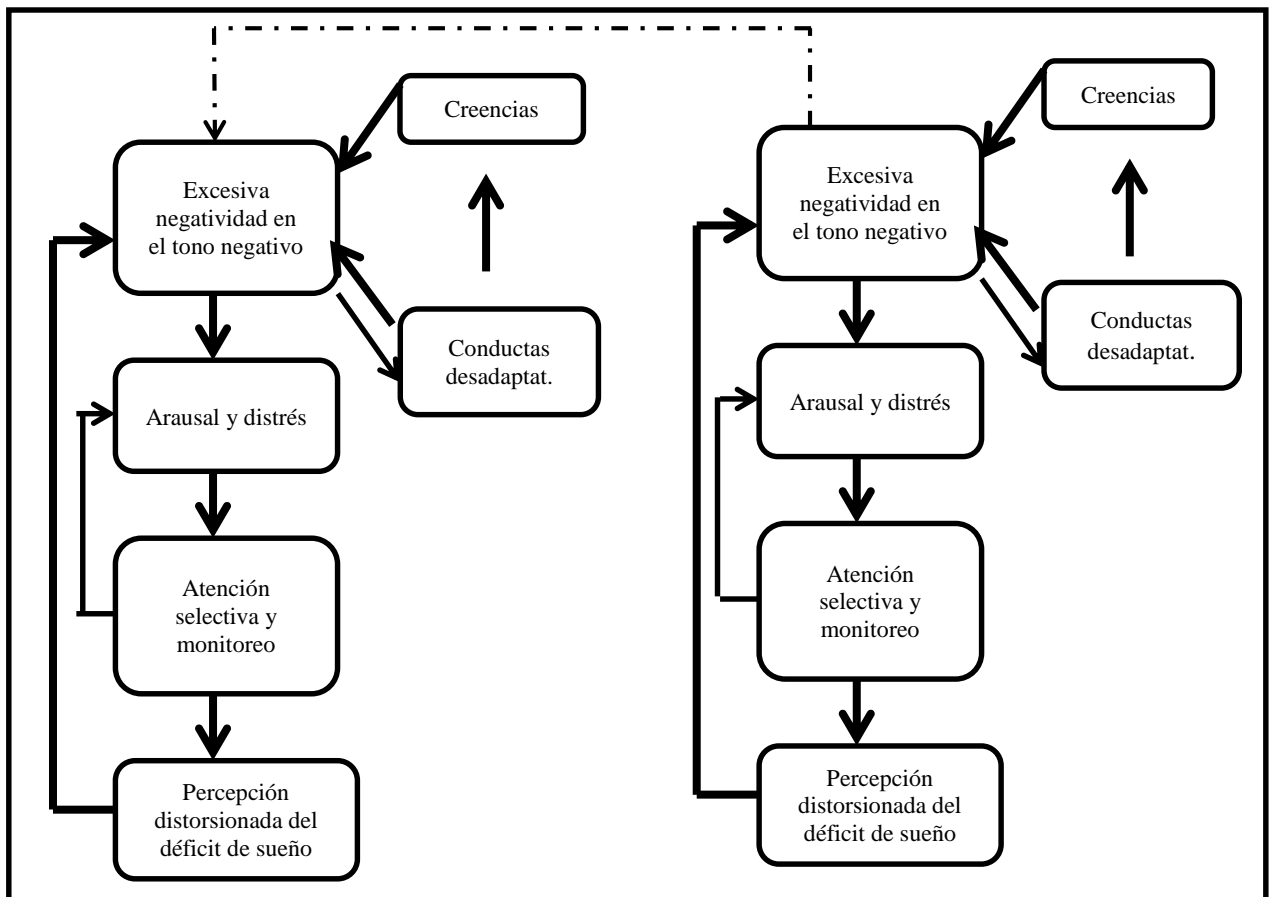 Creencias
Excesiva
negatividad en
el tono negativo
Conductas
desadaptat.
Arausal y distrés
Atención
selectiva y
monitoreo
Percepción
distorsionada del
déficit de sueño
Creencias
Excesiva
negatividad en
el tono negativo
Conductas
desadaptat.
Arausal y distrés
Atención
selectiva y
monitoreo
Percepción
distorsionada del
déficit de sueño